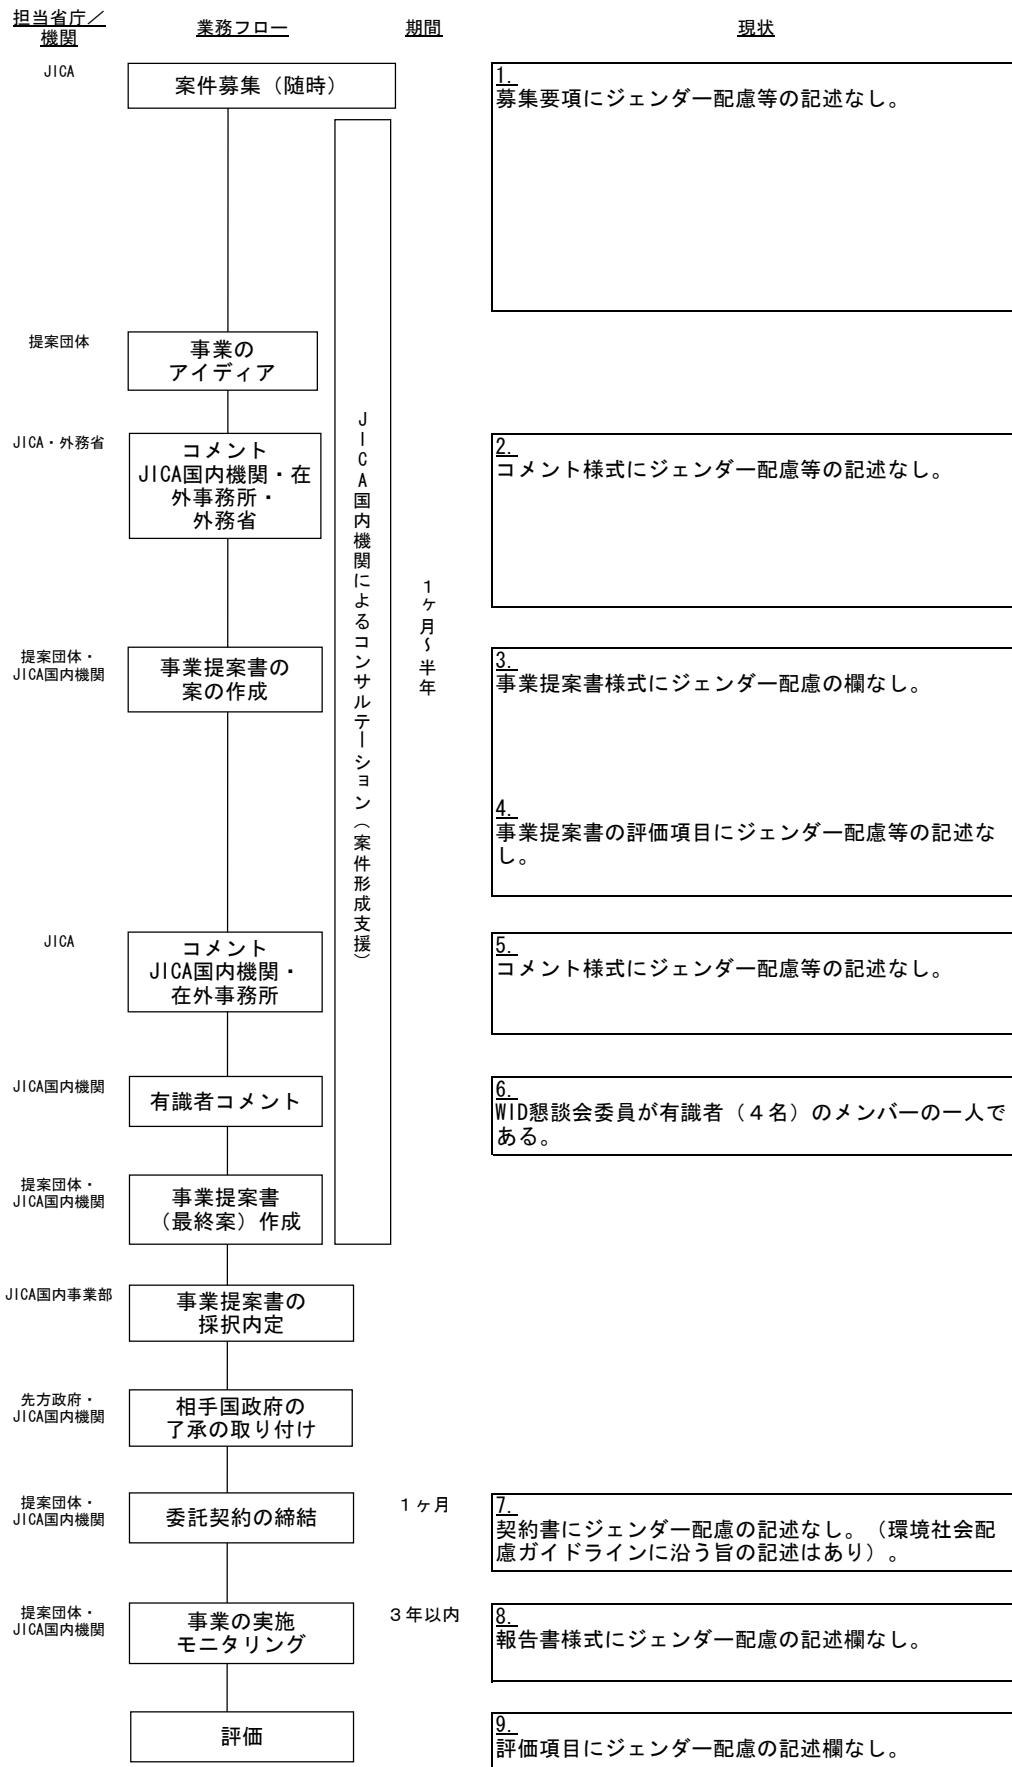 担当省庁／
機関
業務フロー
期間
現状
JICA
案件募集（随時）
1.
募集要項にジェンダー配慮等の記述なし。
提案団体
事業の
アイディア
JICA・外務省
コメント
JICA国内機関・在
外事務所・
外務省
2.
コメント様式にジェンダー配慮等の記述なし。
JICA国内機関によるコンサルテーション（案件形成支援）
1ヶ月～半年
提案団体・
JICA国内機関
事業提案書の
案の作成
3.
事業提案書様式にジェンダー配慮の欄なし。
4.
事業提案書の評価項目にジェンダー配慮等の記述な
し。
JICA
コメント
JICA国内機関・
在外事務所
5.
コメント様式にジェンダー配慮等の記述なし。
JICA国内機関
有識者コメント
6.
WID懇談会委員が有識者（４名）のメンバーの一人で
ある。
提案団体・
JICA国内機関
事業提案書
（最終案）作成
JICA国内事業部
事業提案書の
採択内定
先方政府・
JICA国内機関
相手国政府の
了承の取り付け
提案団体・
JICA国内機関
委託契約の締結
1ヶ月
7.
契約書にジェンダー配慮の記述なし。（環境社会配
慮ガイドラインに沿う旨の記述はあり）。
提案団体・
JICA国内機関
事業の実施
モニタリング
３年以内
8.
報告書様式にジェンダー配慮の記述欄なし。
評価
9.
評価項目にジェンダー配慮の記述欄なし。